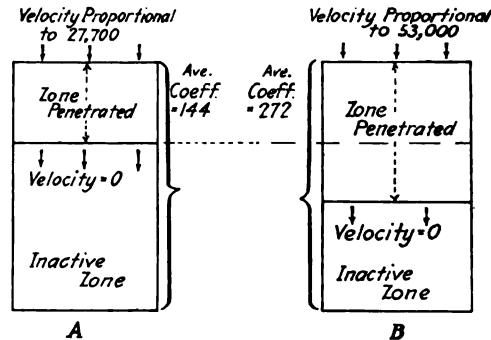 Velocity Proportional
to 27,700
Velocity Proportional
to 53,000
Ave.
Coeff.
=144
Ave.
Coeff.
=272
Zone
Penetrated
Zone
Penetrated
Velocity=0
Velocity=0
Inactive
Zone
Inactive
Zone
A
B